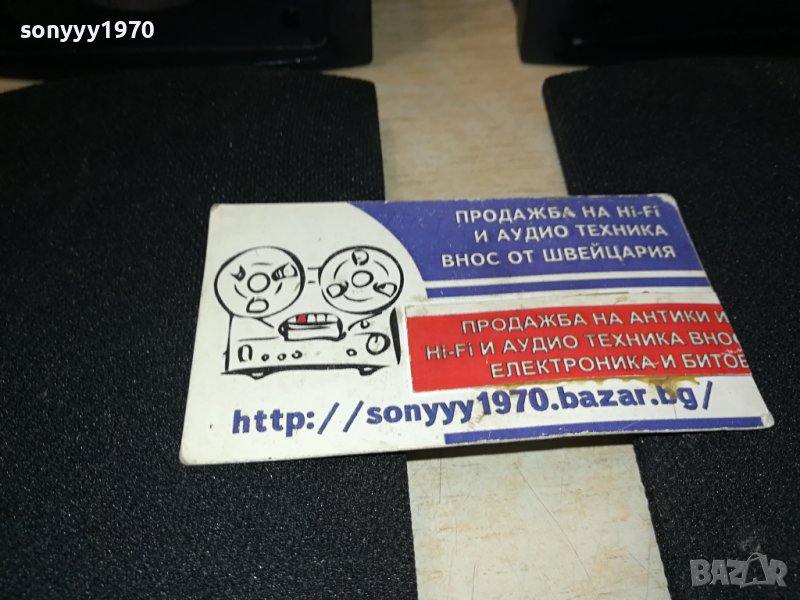 sonyyy1970
ПРОДАЖБА НА Hi-Fi
И АУДИО ТЕХНИКА
ВНОС ОТ ШВЕЙЦАРИЯ
ПРОДАЖБА НА АНТИКИ И
Hi-Fi И АУДИО ТЕХНИКА ВНОС
ЕЛЕКТРОНИКА И БИТОВ
http://sonyyy1970.bazar.bg/
BAZAR